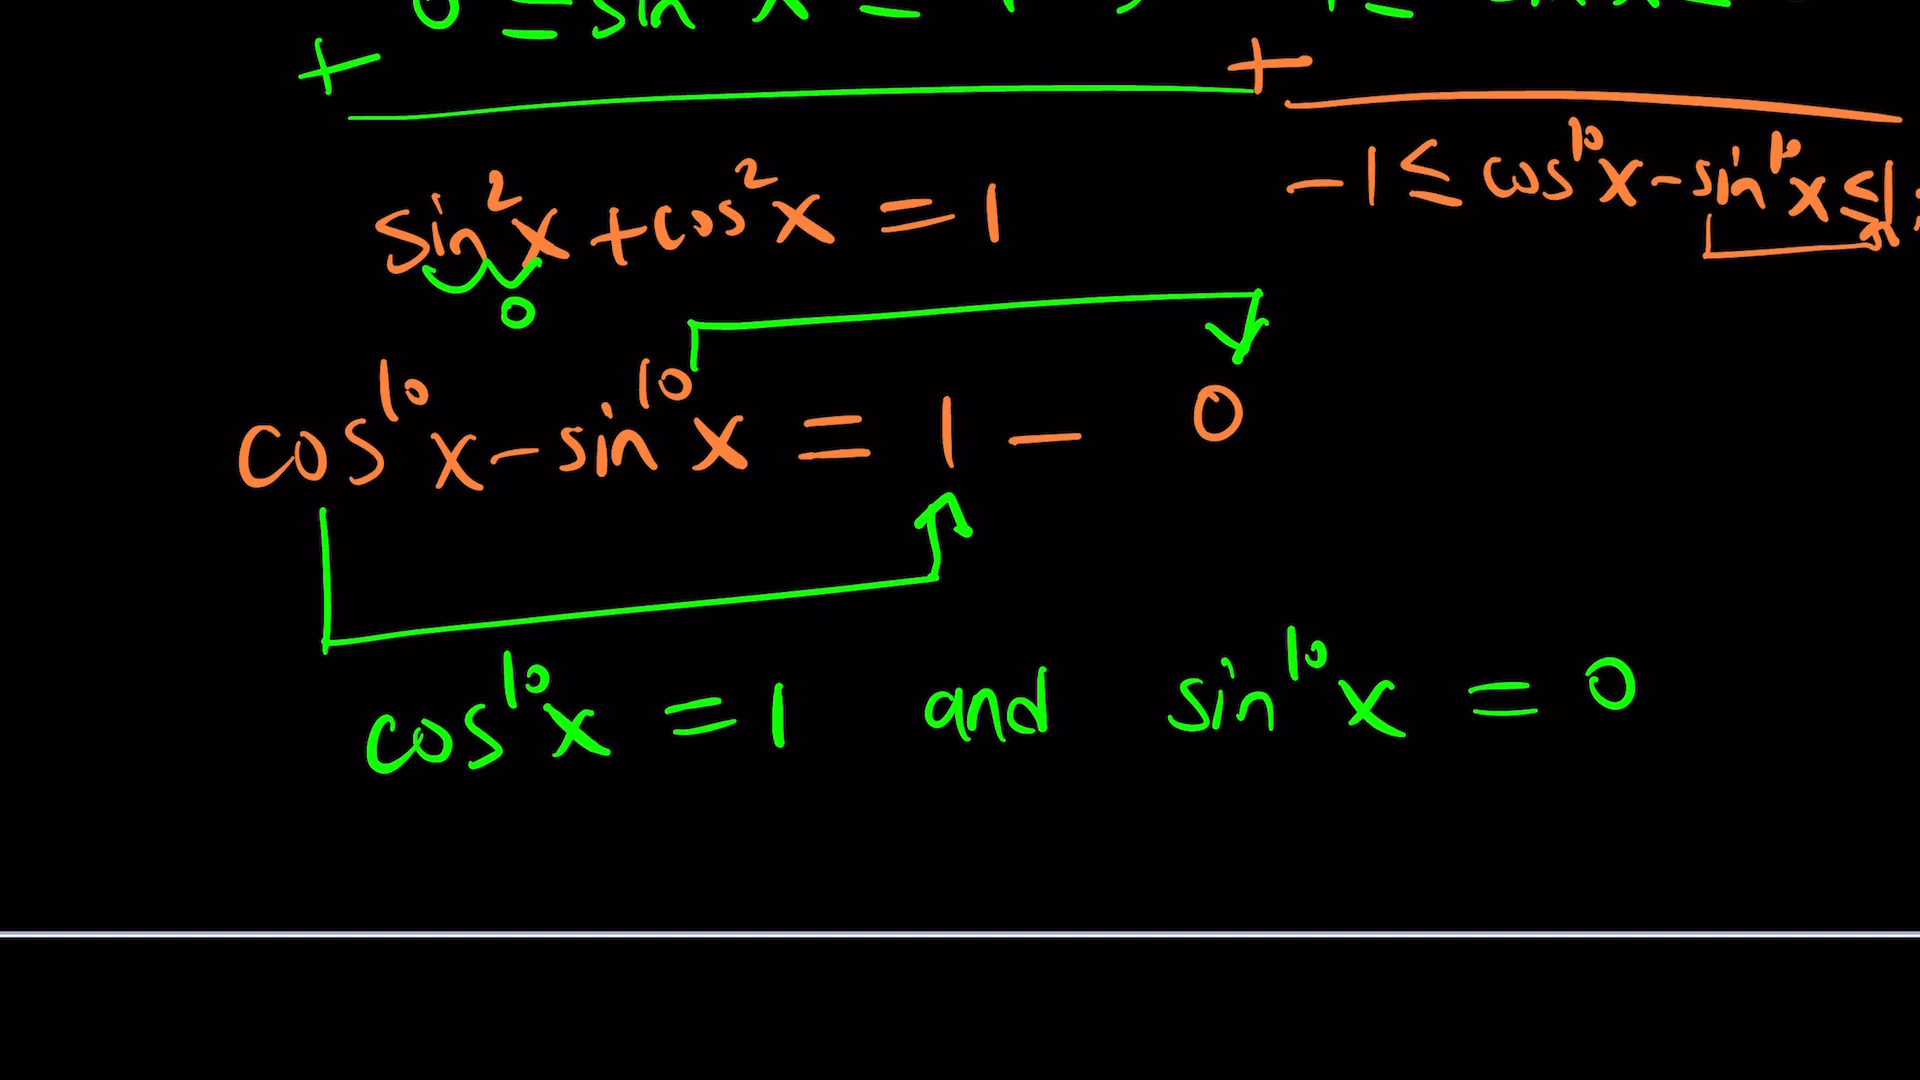 + +
sin²x + cos²x = 1
-1 ≤ cos¹⁰x - sin¹⁰x ≤ 1
0
cos¹⁰x - sin¹⁰x = 1 - 0
cos¹⁰x = 1 and sin¹⁰x = 0